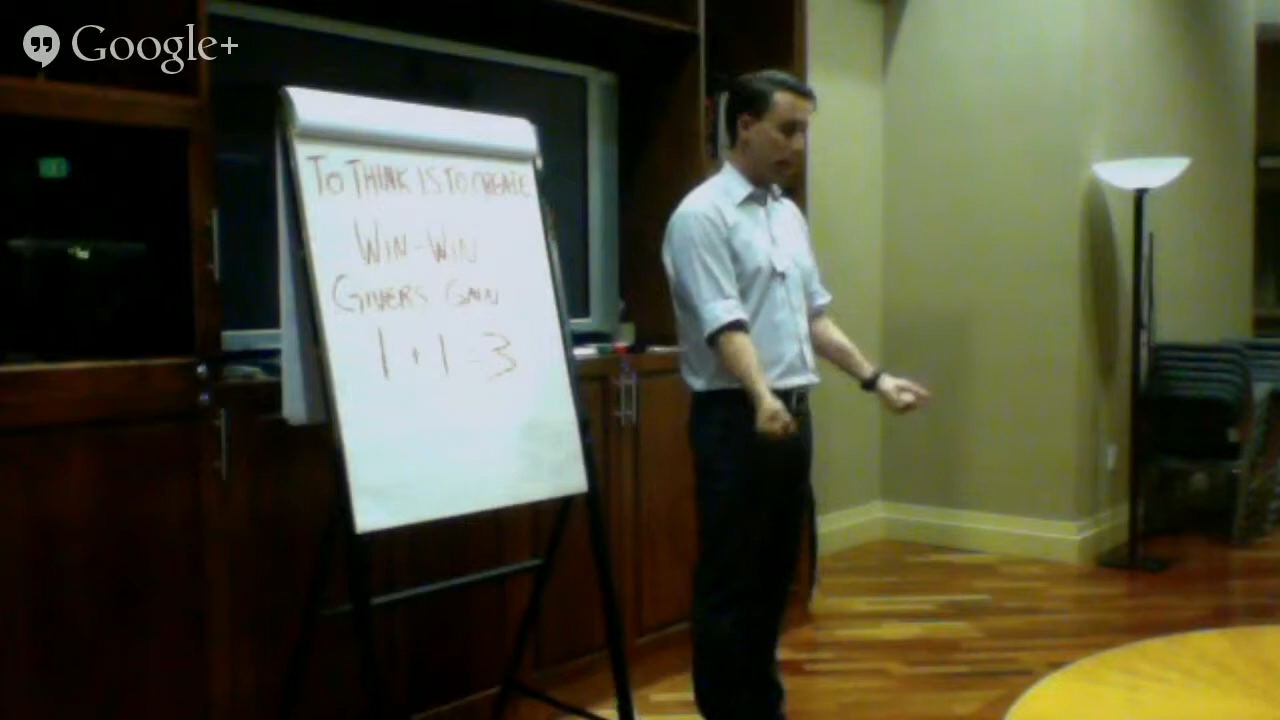 Google+
TO THINK IS TO CREATE
WIN-WIN
GIVERS GAIN
1+1=3